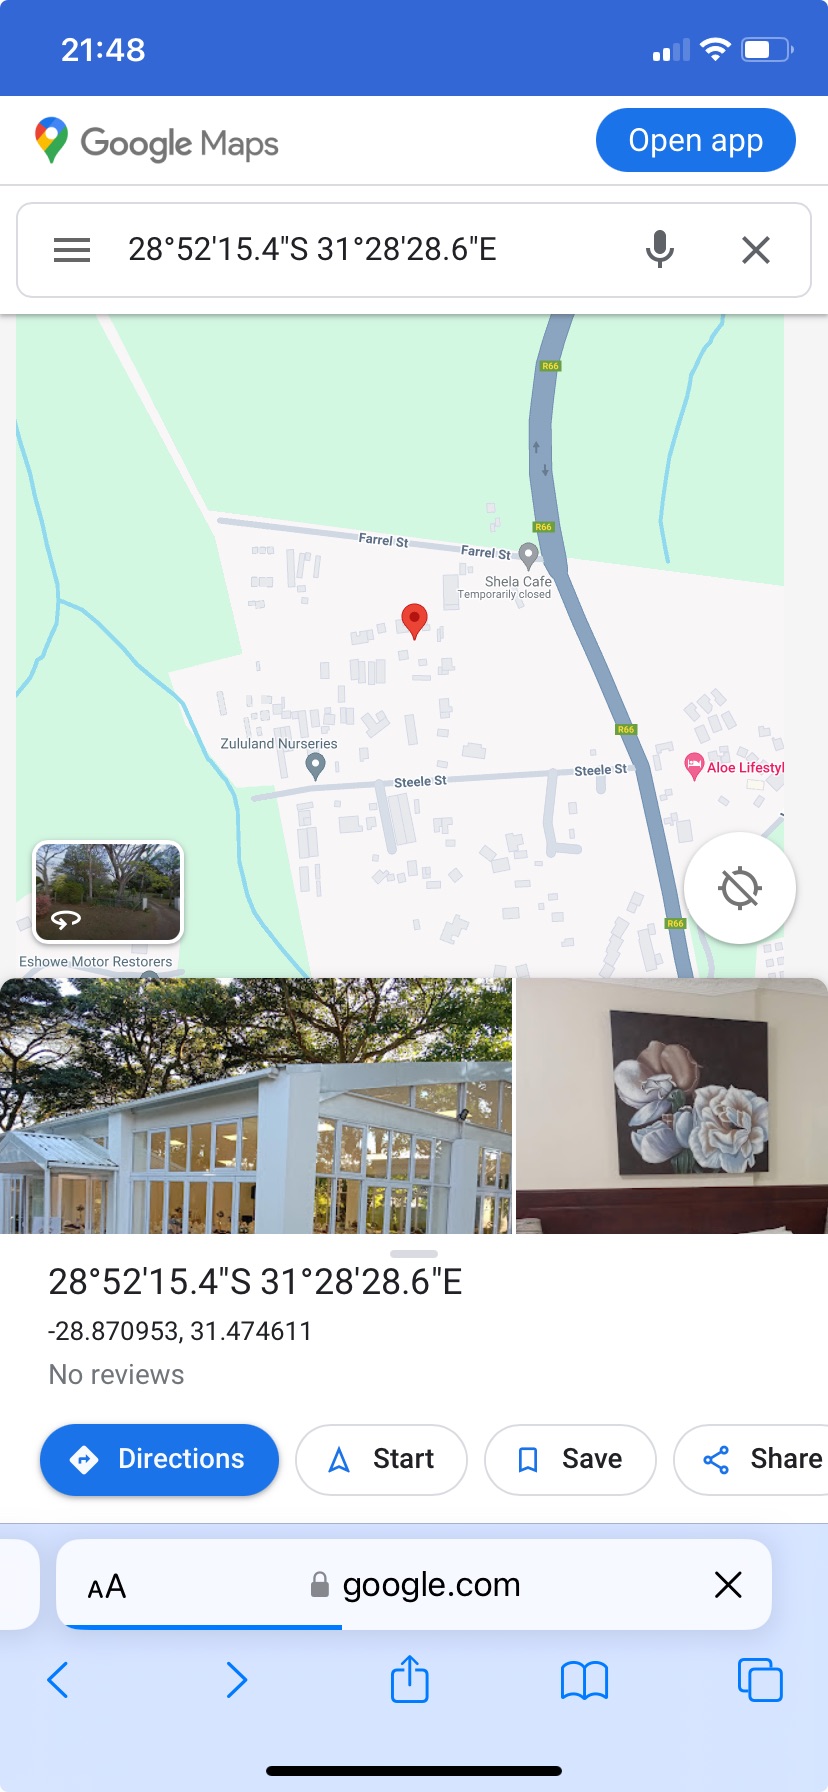 21:48
Google Maps
Open app
28°52'15.4"S 31°28'28.6"E
R66
R66
Farrel St
Farrel St
Shela Cafe
Temporarily closed
R66
Zululand Nurseries
Steele St
Steele St
Aloe Lifestyl
R66
Eshowe Motor Restorers
28°52'15.4"S 31°28'28.6"E
-28.870953, 31.474611
No reviews
Directions
Start
Save
Share
AA
google.com